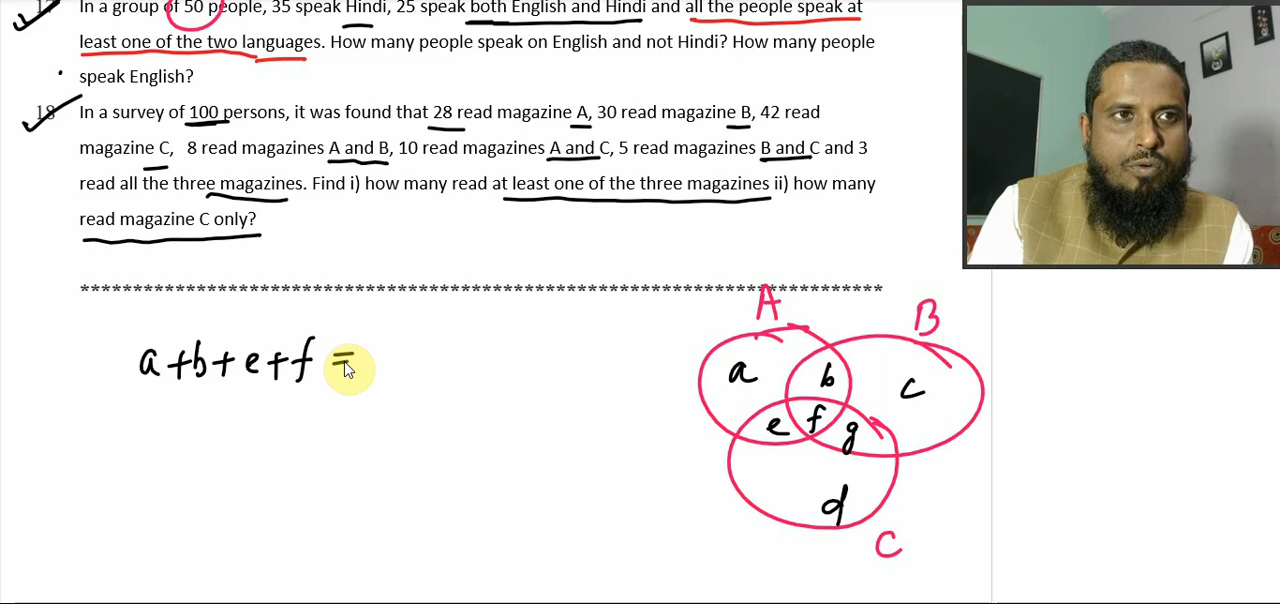 17 In a group of 50 people, 35 speak Hindi, 25 speak both English and Hindi and all the people speak at
least one of the two languages. How many people speak on English and not Hindi? How many people
speak English?
18 In a survey of 100 persons, it was found that 28 read magazine A, 30 read magazine B, 42 read
magazine C, 8 read magazines A and B, 10 read magazines A and C, 5 read magazines B and C and 3
read all the three magazines. Find i) how many read at least one of the three magazines ii) how many
read magazine C only?
********************************************************************************
A
B
a+b+e+f =
a b c
e f g
d
C